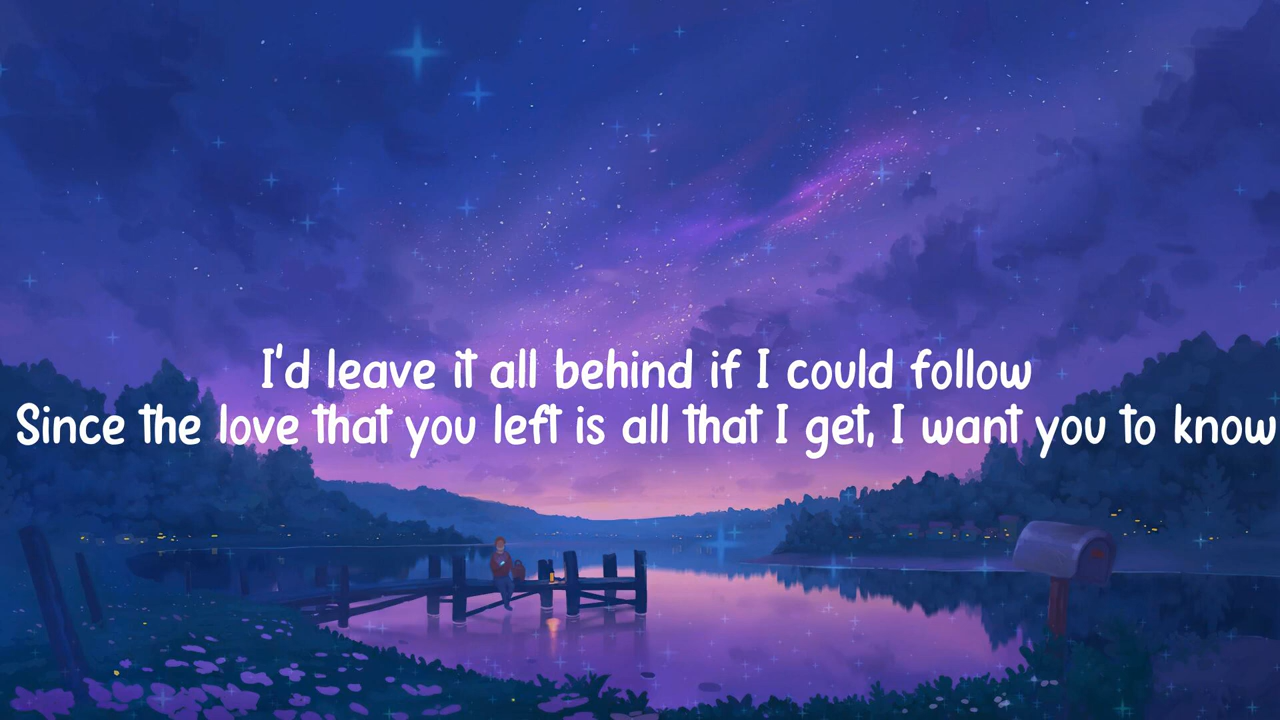 I'd leave it all behind if I could follow
Since the love that you left is all that I get, I want you to know